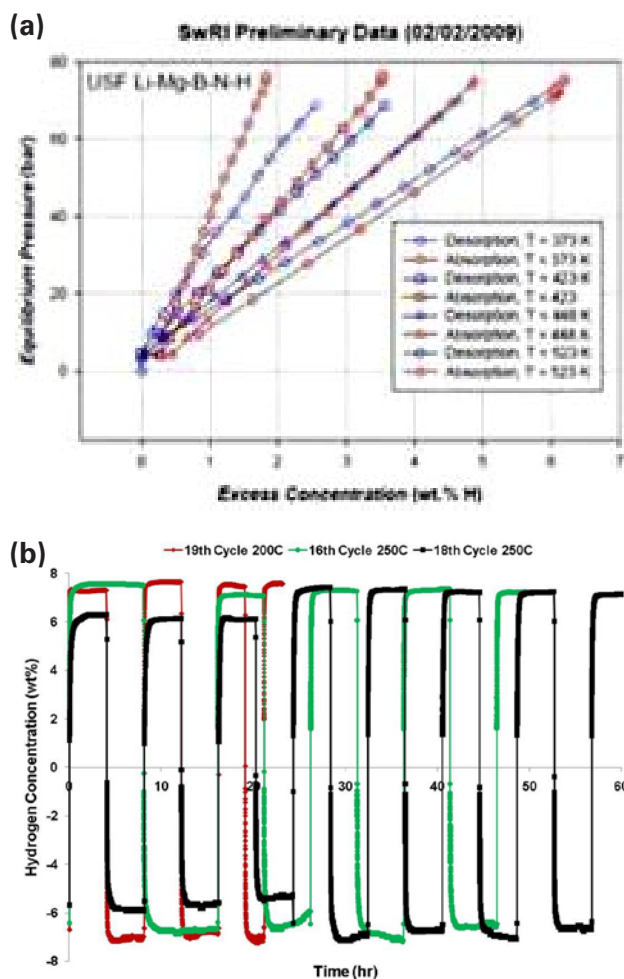 (a)
SwRI Preliminary Data (02/02/2009)
USF Li-Mg-B-N-H
Equilibrium Pressure (bar)
80
60
40
20
0
Desorption, T = 373 K
Absorption, T = 373 K
Desorption, T = 423 K
Absorption, T = 423
Desorption, T = 448 K
Absorption, T = 448 K
Desorption, T = 523 K
Absorption, T = 523 K
0 1 2 3 4 5 6 7
Excess Concentration (wt.% H)
(b)
19th Cycle 200C 16th Cycle 250C 18th Cycle 250C
Hydrogen Concentration (wt%)
8
6
4
2
0
-2
-4
-6
-8
0 10 20 30 40 50 60
Time (hr)